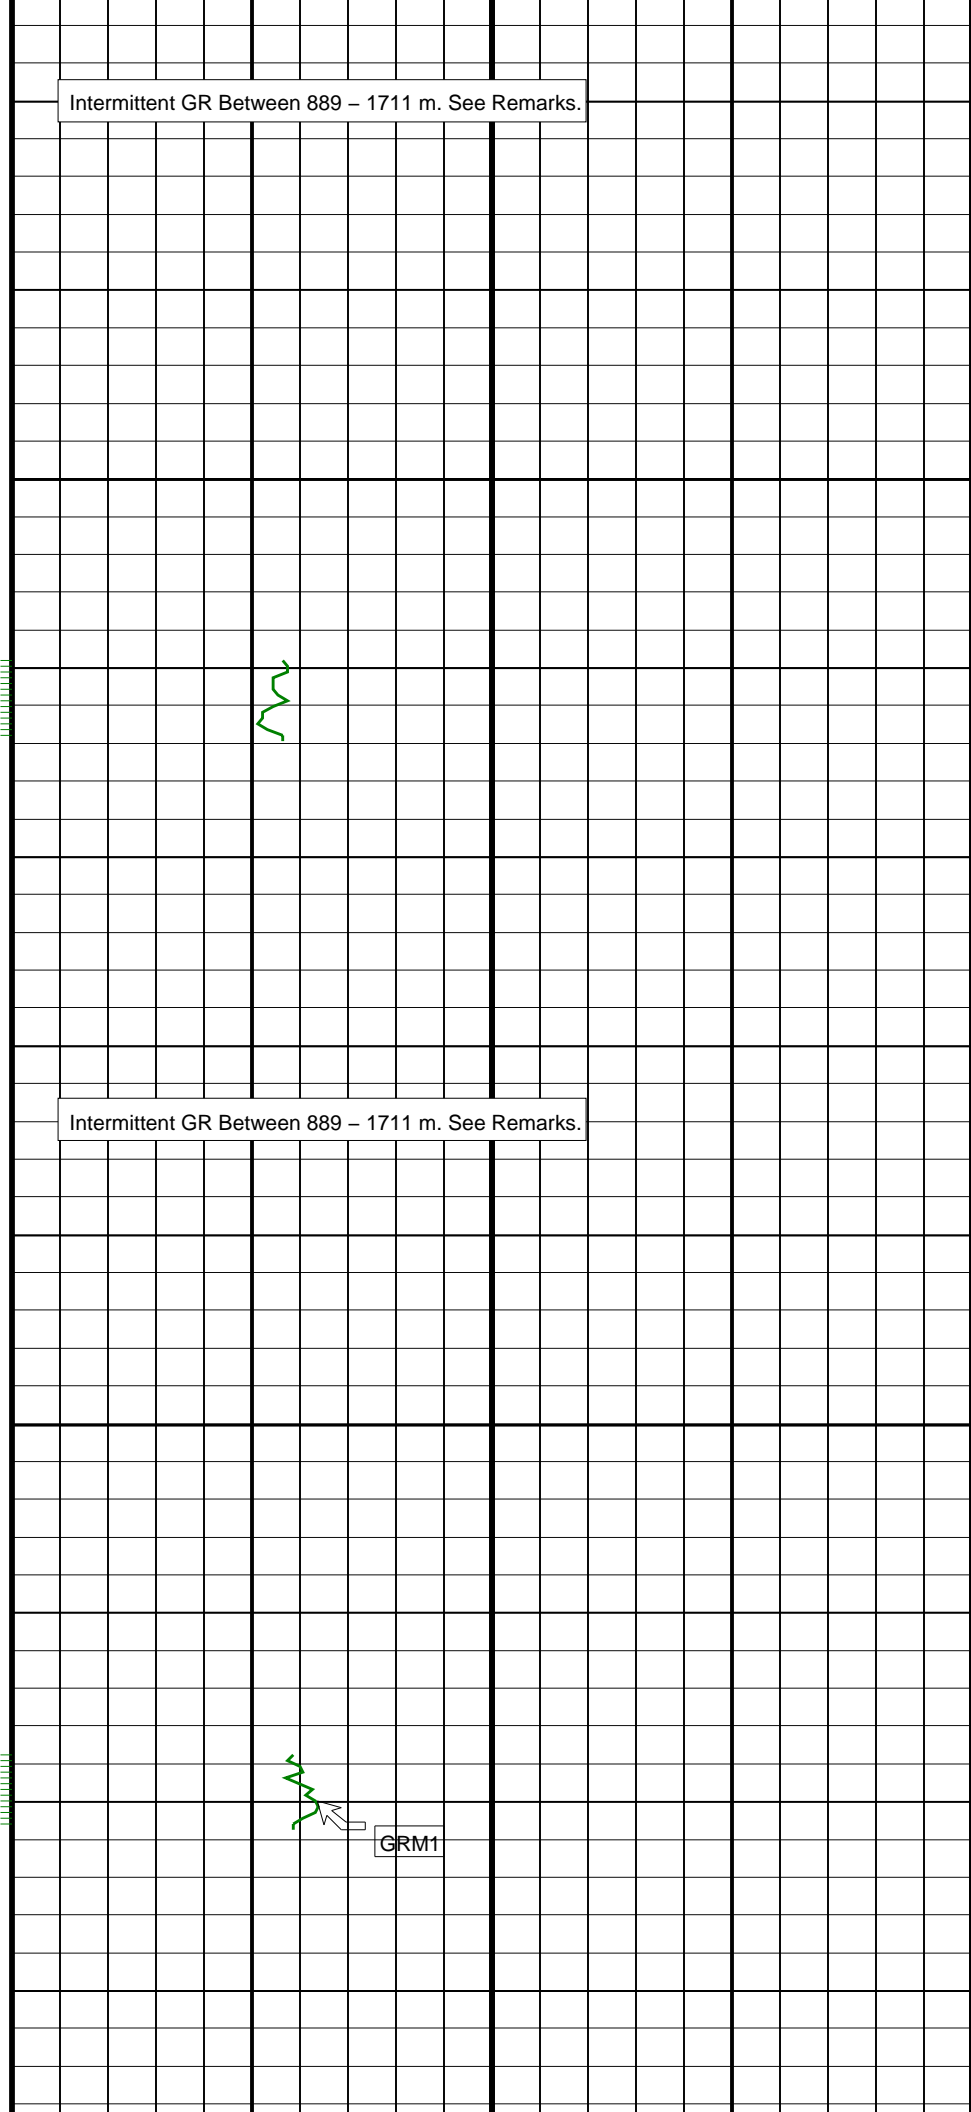 Intermittent GR Between 889 – 1711 m. See Remarks.
Intermittent GR Between 889 – 1711 m. See Remarks.
GRM1